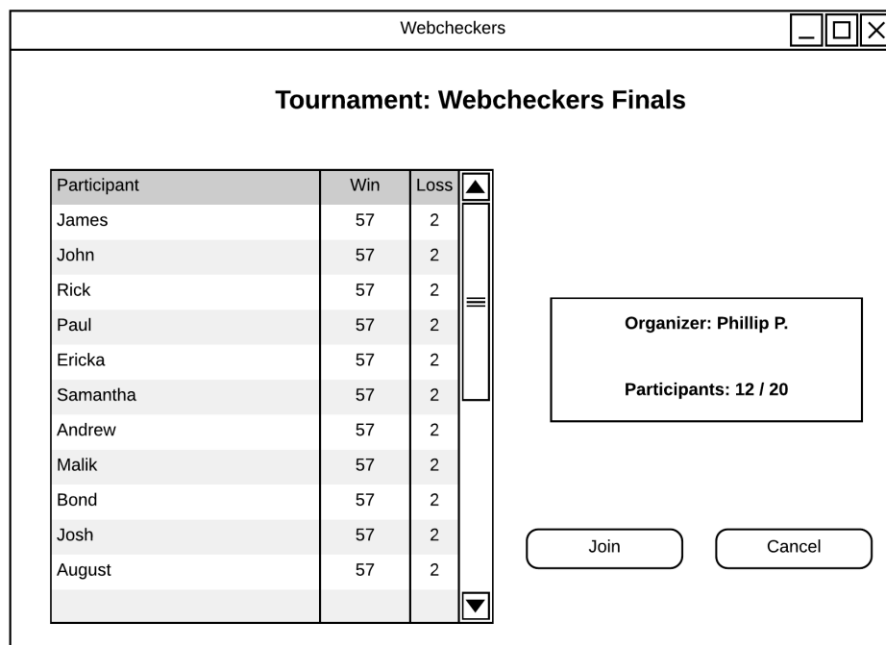 Webcheckers
Tournament: Webcheckers Finals
Participant Win Loss
James 57 2
John 57 2
Rick 57 2
Paul 57 2
Ericka 57 2
Samantha 57 2
Andrew 57 2
Malik 57 2
Bond 57 2
Josh 57 2
August 57 2
Organizer: Phillip P.
Participants: 12 / 20
Join
Cancel